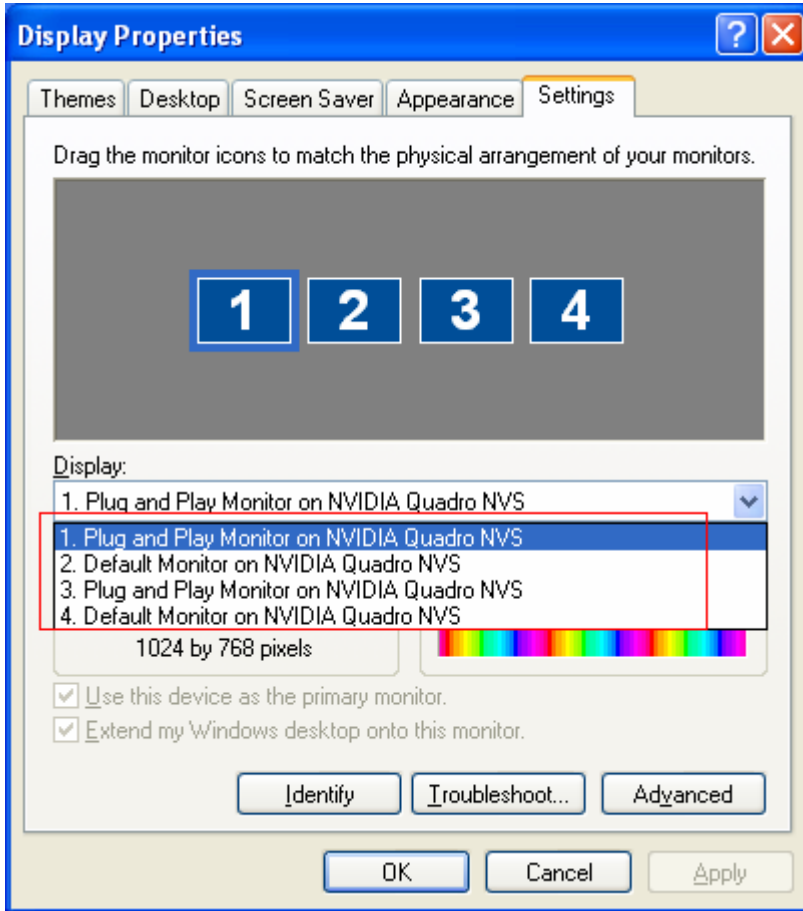 Display Properties
?
Themes Desktop Screen Saver Appearance Settings
Drag the monitor icons to match the physical arrangement of your monitors.
1 2 3 4
Display:
1. Plug and Play Monitor on NVIDIA Quadro NVS
1. Plug and Play Monitor on NVIDIA Quadro NVS
2. Default Monitor on NVIDIA Quadro NVS
3. Plug and Play Monitor on NVIDIA Quadro NVS
4. Default Monitor on NVIDIA Quadro NVS
1024 by 768 pixels
Use this device as the primary monitor.
Extend my Windows desktop onto this monitor.
Identify Troubleshoot... Advanced
OK Cancel Apply